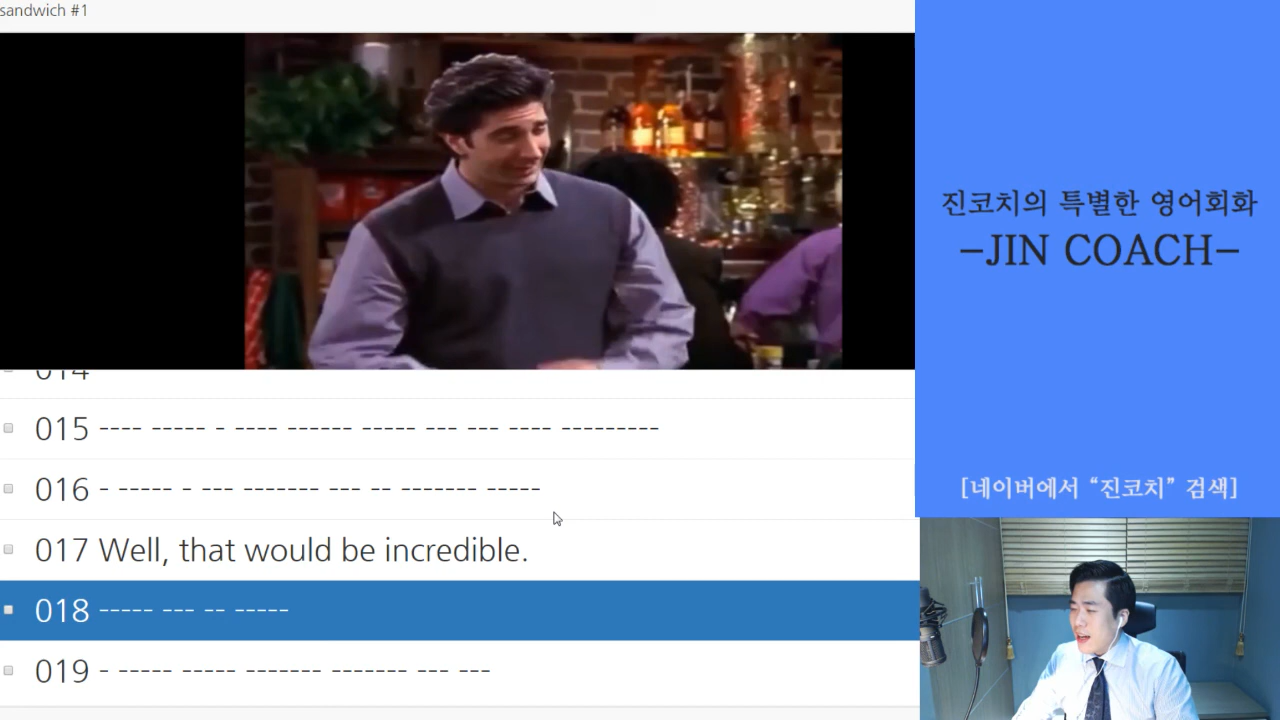 sandwich #1
014
015 ---- ----- - ---- ------ ----- --- --- ---- ---------
016 - ----- - --- ------- --- -- ------- -----
017 Well, that would be incredible.
018 ----- --- -- -----
019 - ----- ----- ------- ------- --- ---
진코치의 특별한 영어회화
–JIN COACH–
[네이버에서 “진코치” 검색]